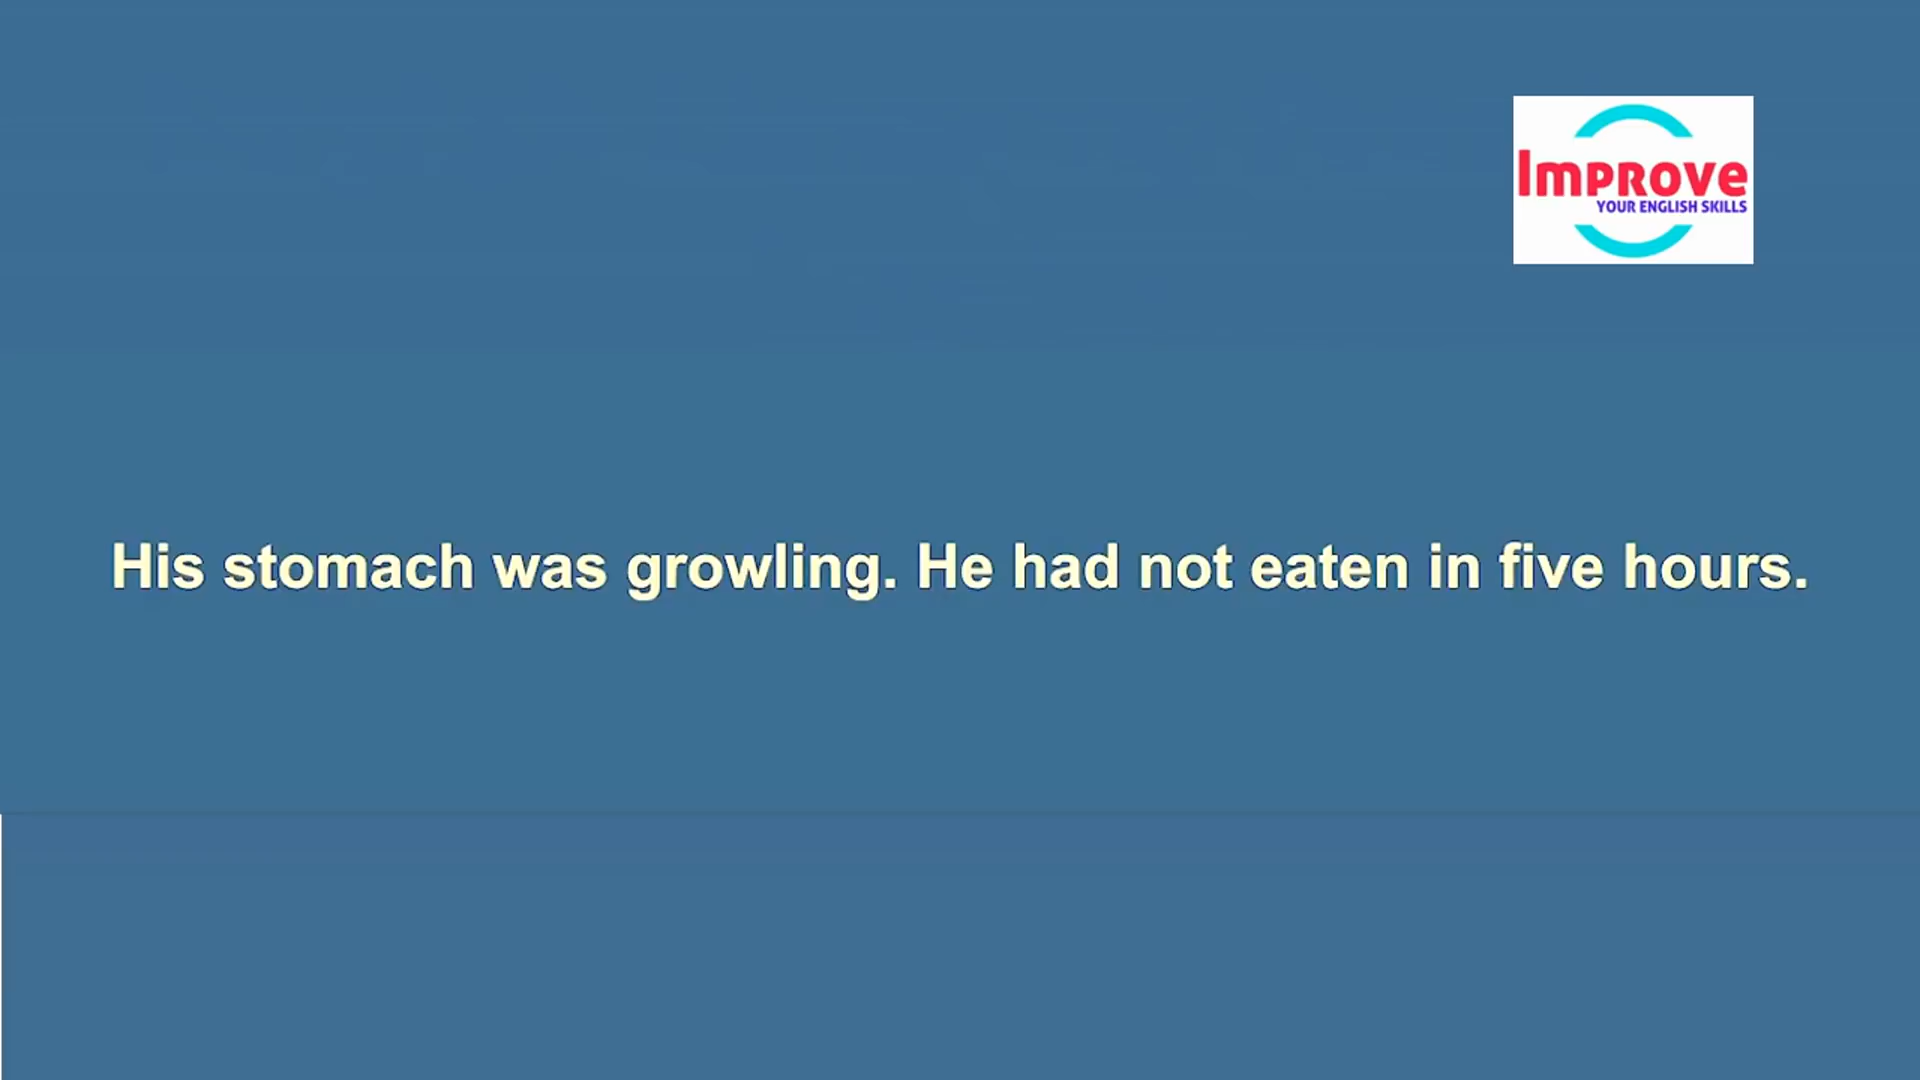 Improve
YOUR ENGLISH SKILLS
His stomach was growling. He had not eaten in five hours.